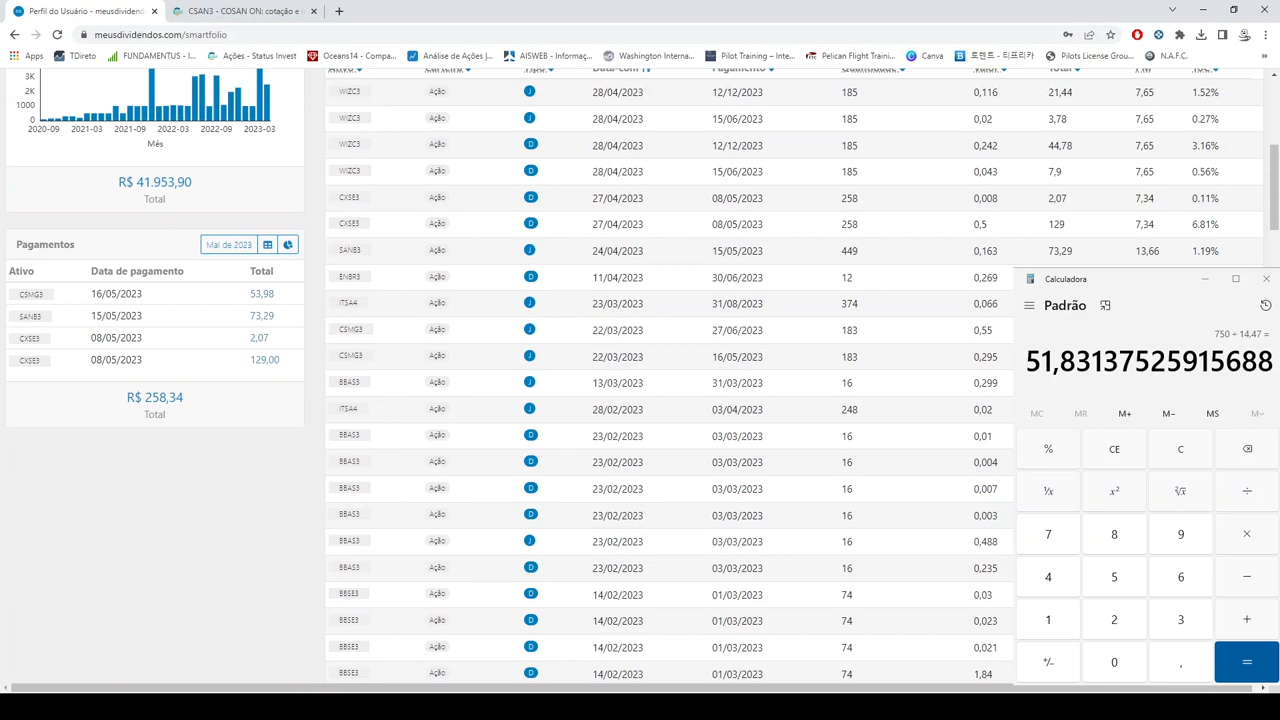 Perfil do Usuário - meusdividend
CSAN3 - COSAN ON: cotação e i
meusdividendos.com/smartfolio
Apps
TDireto
FUNDAMENTUS - I...
Ações - Status Invest
Oceans14 - Compa...
Análise de Ações |...
AISWEB - Informaç...
Washington Interna...
Pilot Training – Inte...
Pelican Flight Traini...
Canva
토렌트 — 티프리카
Pilots License Grou...
N.A.F.C.
»
3K
2K
1000
0
2020-09 2021-03 2021-09 2022-03 2022-09 2023-03
Mês
R$ 41.953,90
Total
Pagamentos
Mai de 2023
Ativo Data de pagamento Total
CSMG3 16/05/2023 53,98
SANB3 15/05/2023 73,29
CXSE3 08/05/2023 2,07
CXSE3 08/05/2023 129,00
R$ 258,34
Total
WIZC3 Ação J 28/04/2023 12/12/2023 185 0,116 21,44 7,65 1.52%
WIZC3 Ação J 28/04/2023 15/06/2023 185 0,02 3,78 7,65 0.27%
WIZC3 Ação D 28/04/2023 12/12/2023 185 0,242 44,78 7,65 3.16%
WIZC3 Ação D 28/04/2023 15/06/2023 185 0,043 7,9 7,65 0.56%
CXSE3 Ação D 27/04/2023 08/05/2023 258 0,008 2,07 7,34 0.11%
CXSE3 Ação D 27/04/2023 08/05/2023 258 0,5 129 7,34 6.81%
SANB3 Ação J 24/04/2023 15/05/2023 449 0,163 73,29 13,66 1.19%
ENBR3 Ação D 11/04/2023 30/06/2023 12 0,269
ITSA4 Ação J 23/03/2023 31/08/2023 374 0,066
CSMG3 Ação J 22/03/2023 27/06/2023 183 0,55
CSMG3 Ação J 22/03/2023 16/05/2023 183 0,295
BBAS3 Ação J 13/03/2023 31/03/2023 16 0,299
ITSA4 Ação J 28/02/2023 03/04/2023 248 0,02
BBAS3 Ação D 23/02/2023 03/03/2023 16 0,01
BBAS3 Ação D 23/02/2023 03/03/2023 16 0,004
BBAS3 Ação D 23/02/2023 03/03/2023 16 0,007
BBAS3 Ação D 23/02/2023 03/03/2023 16 0,003
BBAS3 Ação J 23/02/2023 03/03/2023 16 0,488
BBAS3 Ação D 23/02/2023 03/03/2023 16 0,235
BBSE3 Ação D 14/02/2023 01/03/2023 74 0,03
BBSE3 Ação D 14/02/2023 01/03/2023 74 0,023
BBSE3 Ação D 14/02/2023 01/03/2023 74 0,021
BBSE3 Ação D 14/02/2023 01/03/2023 74 1,84
Calculadora
Padrão
750 ÷ 14,47 =
51,83137525915688
MC MR M+ M− MS M˅
% CE C ⌫
¹/x x² ²√x ÷
7 8 9 ×
4 5 6 −
1 2 3 +
+/− 0 , =